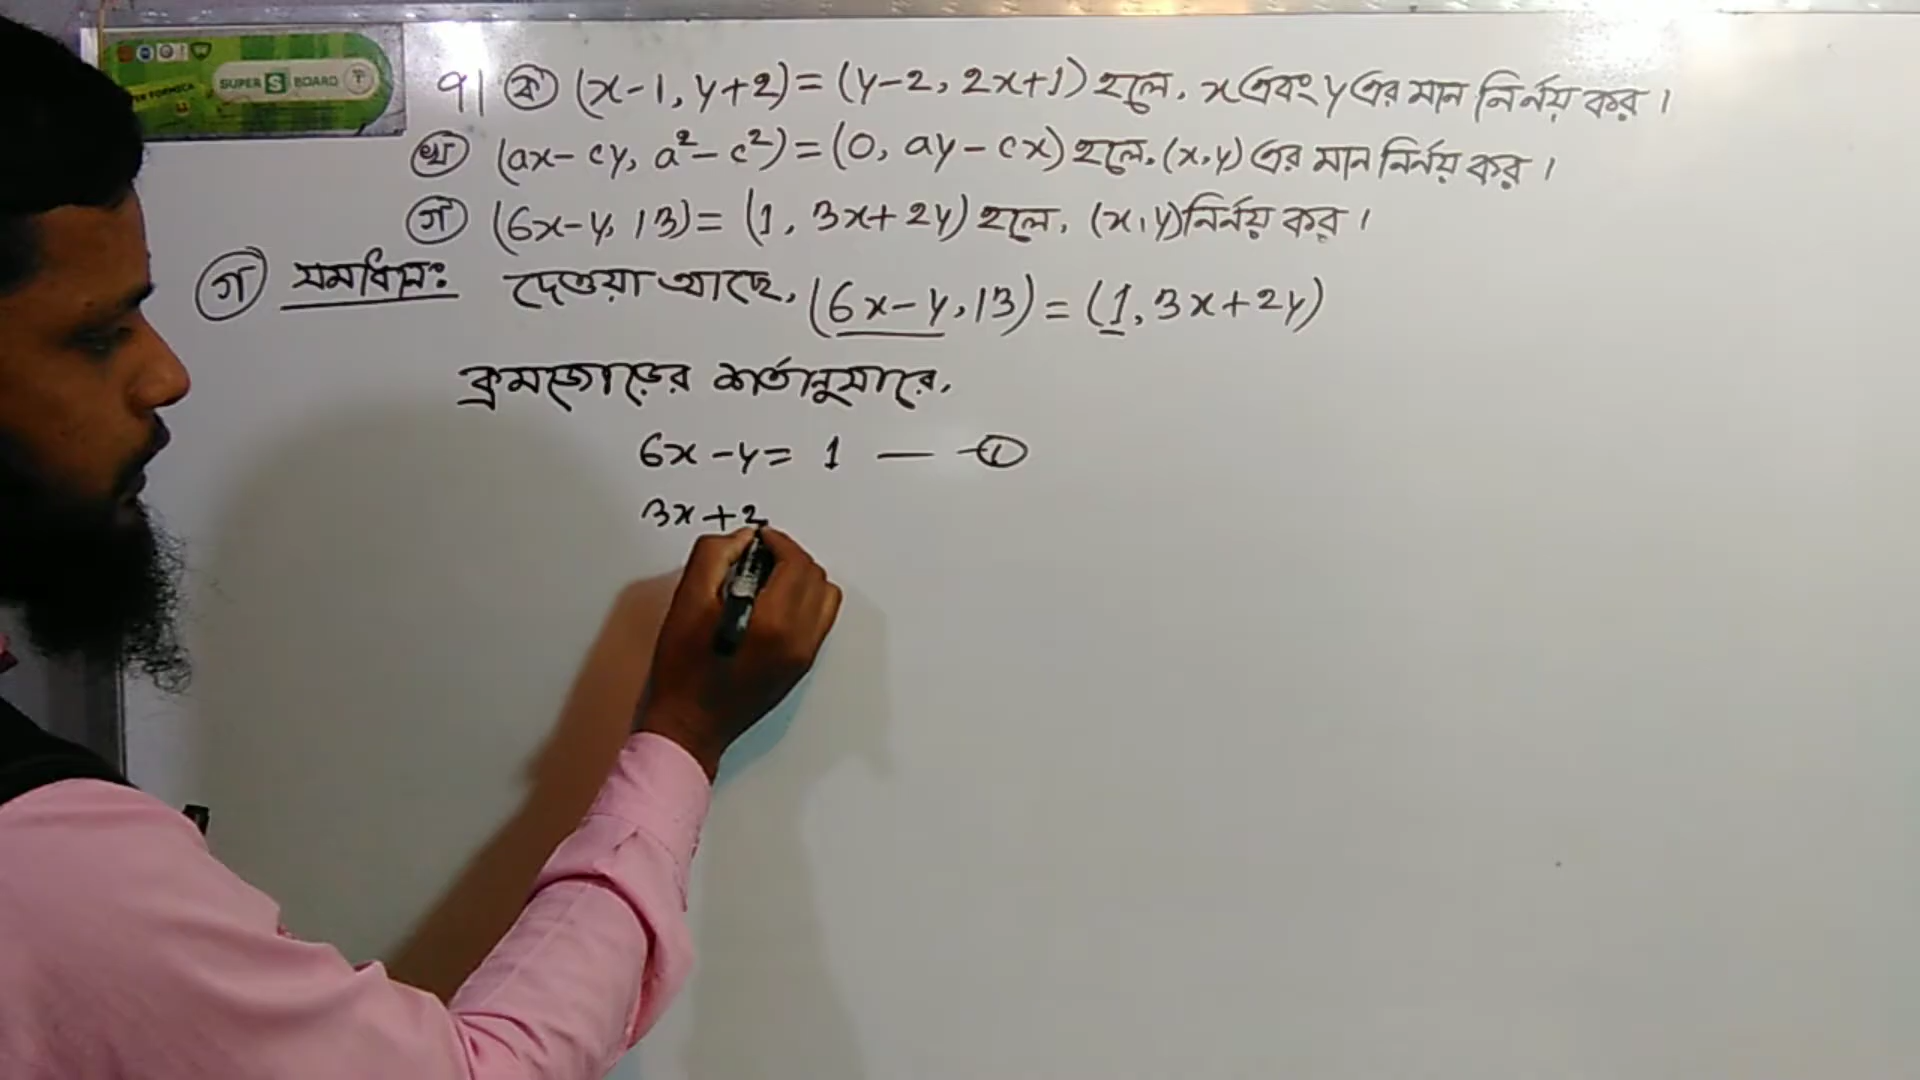 SUPER S BOARD
৭। ক (x-1, y+2) = (y-2, 2x+1) হলে, x এবং y এর মান নির্ণয় কর।
খ (ax-cy, a²-c²) = (0, ay-cx) হলে, (x,y) এর মান নির্ণয় কর।
গ (6x-y, 13) = (1, 3x+2y) হলে, (x,y) নির্ণয় কর।
গ সমাধান: দেওয়া আছে, (6x-y, 13) = (1, 3x+2y)
ক্রমজোড়ের শর্তানুসারে,
6x-y = 1 — ①
3x+2